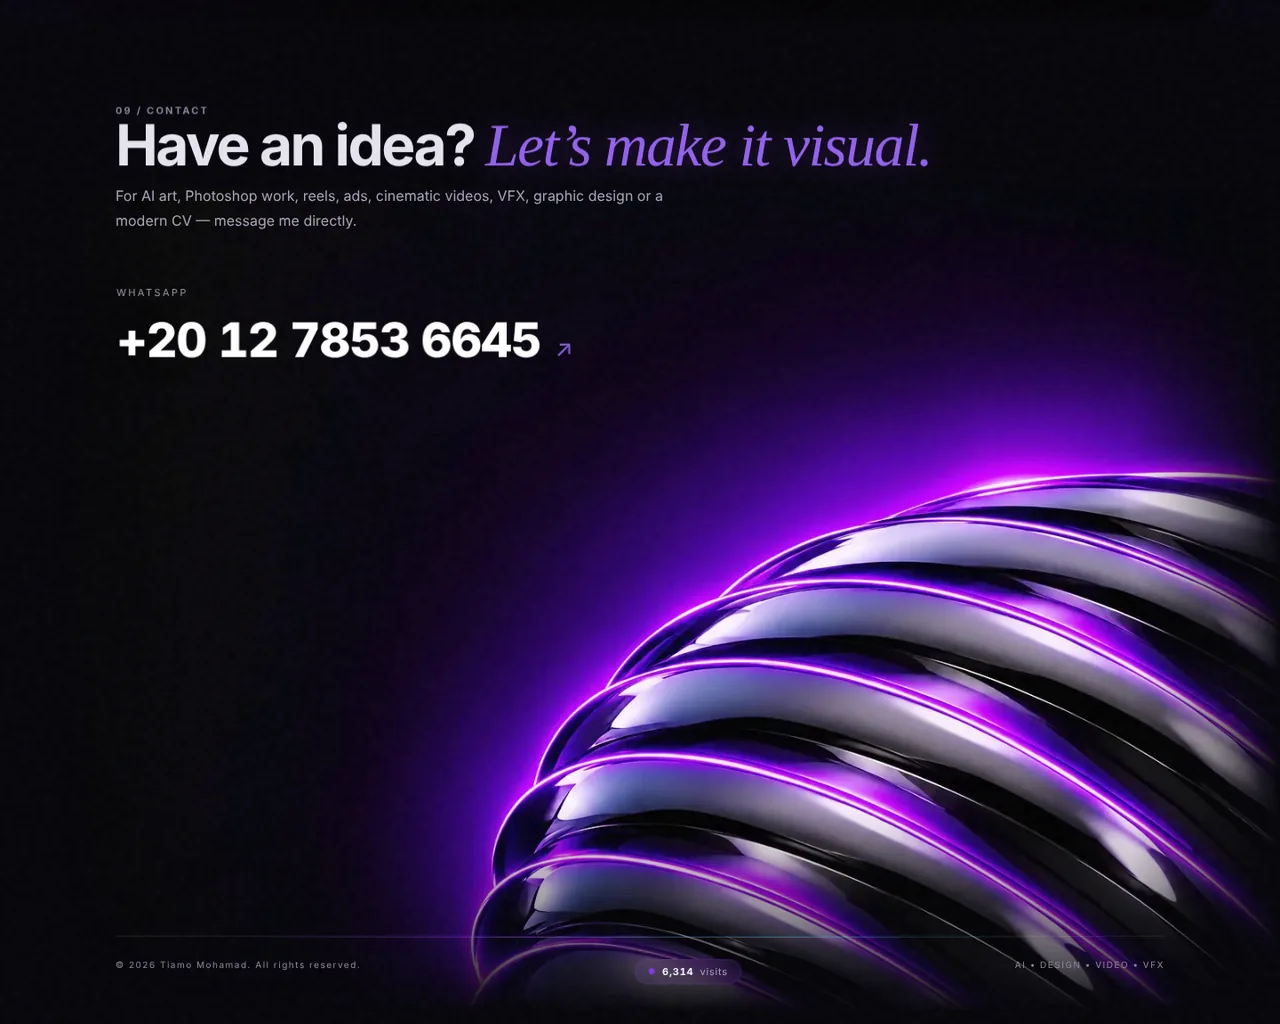 09 / CONTACT
Have an idea? Let’s make it visual.
For AI art, Photoshop work, reels, ads, cinematic videos, VFX, graphic design or a
modern CV — message me directly.
WHATSAPP
+20 12 7853 6645 ↗
© 2026 Tiamo Mohamad. All rights reserved.
6,314 visits
AI • DESIGN • VIDEO • VFX